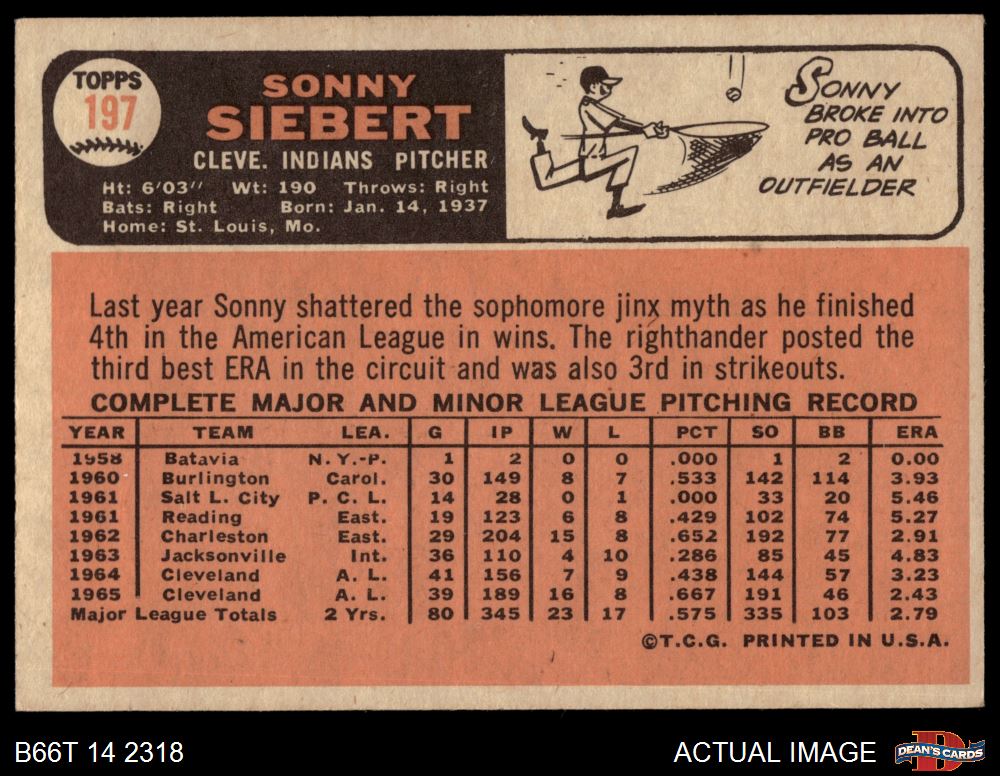 TOPPS
197
SONNY
SIEBERT
CLEVE. INDIANS PITCHER
Ht: 6'03" Wt: 190 Throws: Right
Bats: Right Born: Jan. 14, 1937
Home: St. Louis, Mo.
SONNY
BROKE INTO
PRO BALL
AS AN
OUTFIELDER
Last year Sonny shattered the sophomore jinx myth as he finished
4th in the American League in wins. The righthander posted the
third best ERA in the circuit and was also 3rd in strikeouts.
COMPLETE MAJOR AND MINOR LEAGUE PITCHING RECORD
YEAR TEAM LEA. G IP W L PCT SO BB ERA
1958 Batavia N.Y.-P. 1 2 0 0 .000 1 2 0.00
1960 Burlington Carol. 30 149 8 7 .533 142 114 3.93
1961 Salt L. City P. C. L. 14 28 0 1 .000 33 20 5.46
1961 Reading East. 19 123 6 8 .429 102 74 5.27
1962 Charleston East. 29 204 15 8 .652 192 77 2.91
1963 Jacksonville Int. 36 110 4 10 .286 85 45 4.83
1964 Cleveland A. L. 41 156 7 9 .438 144 57 3.23
1965 Cleveland A. L. 39 189 16 8 .667 191 46 2.43
Major League Totals 2 Yrs. 80 345 23 17 .575 335 103 2.79
©T.C.G. PRINTED IN U.S.A.
B66T 14 2318
ACTUAL IMAGE
DEAN'S CARDS